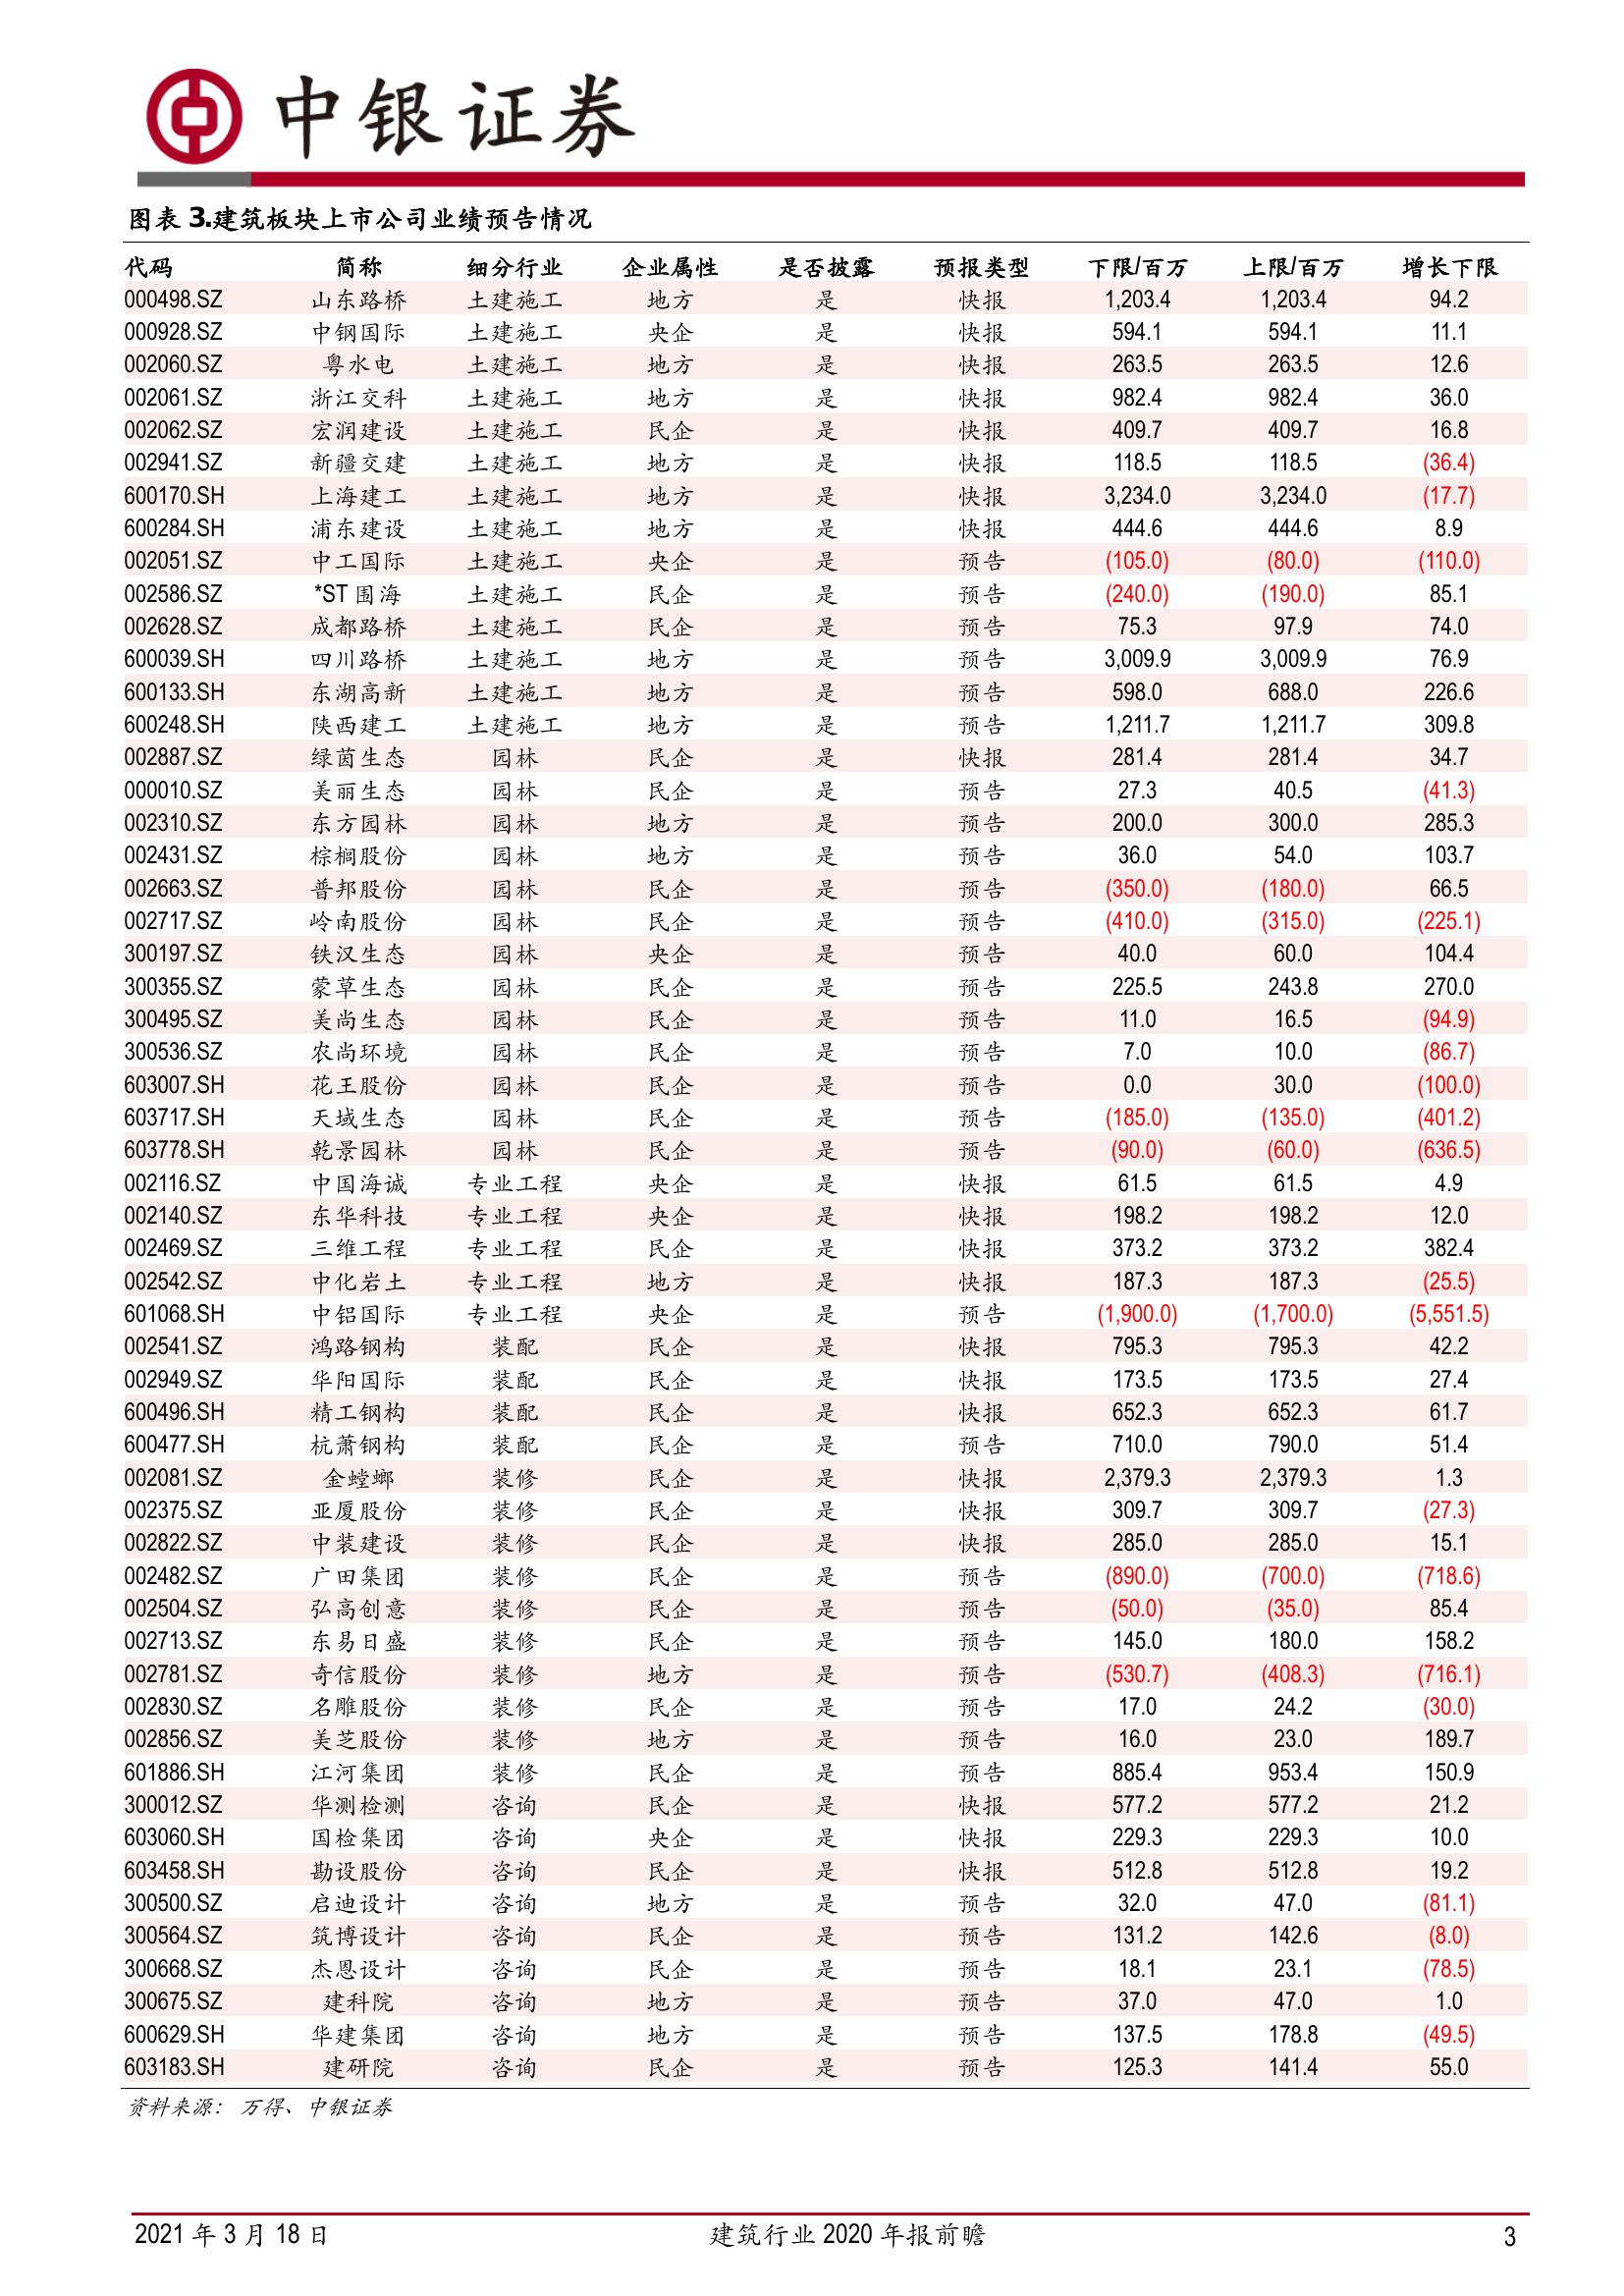 中银证券
图表 3.建筑板块上市公司业绩预告情况
代码 简称 细分行业 企业属性 是否披露 预报类型 下限/百万 上限/百万 增长下限
000498.SZ 山东路桥 土建施工 地方 是 快报 1,203.4 1,203.4 94.2
000928.SZ 中钢国际 土建施工 央企 是 快报 594.1 594.1 11.1
002060.SZ 粤水电 土建施工 地方 是 快报 263.5 263.5 12.6
002061.SZ 浙江交科 土建施工 地方 是 快报 982.4 982.4 36.0
002062.SZ 宏润建设 土建施工 民企 是 快报 409.7 409.7 16.8
002941.SZ 新疆交建 土建施工 地方 是 快报 118.5 118.5 (36.4)
600170.SH 上海建工 土建施工 地方 是 快报 3,234.0 3,234.0 (17.7)
600284.SH 浦东建设 土建施工 地方 是 快报 444.6 444.6 8.9
002051.SZ 中工国际 土建施工 央企 是 预告 (105.0) (80.0) (110.0)
002586.SZ *ST 围海 土建施工 民企 是 预告 (240.0) (190.0) 85.1
002628.SZ 成都路桥 土建施工 民企 是 预告 75.3 97.9 74.0
600039.SH 四川路桥 土建施工 地方 是 预告 3,009.9 3,009.9 76.9
600133.SH 东湖高新 土建施工 地方 是 预告 598.0 688.0 226.6
600248.SH 陕西建工 土建施工 地方 是 预告 1,211.7 1,211.7 309.8
002887.SZ 绿茵生态 园林 民企 是 快报 281.4 281.4 34.7
000010.SZ 美丽生态 园林 民企 是 预告 27.3 40.5 (41.3)
002310.SZ 东方园林 园林 地方 是 预告 200.0 300.0 285.3
002431.SZ 棕榈股份 园林 地方 是 预告 36.0 54.0 103.7
002663.SZ 普邦股份 园林 民企 是 预告 (350.0) (180.0) 66.5
002717.SZ 岭南股份 园林 民企 是 预告 (410.0) (315.0) (225.1)
300197.SZ 铁汉生态 园林 央企 是 预告 40.0 60.0 104.4
300355.SZ 蒙草生态 园林 民企 是 预告 225.5 243.8 270.0
300495.SZ 美尚生态 园林 民企 是 预告 11.0 16.5 (94.9)
300536.SZ 农尚环境 园林 民企 是 预告 7.0 10.0 (86.7)
603007.SH 花王股份 园林 民企 是 预告 0.0 30.0 (100.0)
603717.SH 天域生态 园林 民企 是 预告 (185.0) (135.0) (401.2)
603778.SH 乾景园林 园林 民企 是 预告 (90.0) (60.0) (636.5)
002116.SZ 中国海诚 专业工程 央企 是 快报 61.5 61.5 4.9
002140.SZ 东华科技 专业工程 央企 是 快报 198.2 198.2 12.0
002469.SZ 三维工程 专业工程 民企 是 快报 373.2 373.2 382.4
002542.SZ 中化岩土 专业工程 地方 是 快报 187.3 187.3 (25.5)
601068.SH 中铝国际 专业工程 央企 是 预告 (1,900.0) (1,700.0) (5,551.5)
002541.SZ 鸿路钢构 装配 民企 是 快报 795.3 795.3 42.2
002949.SZ 华阳国际 装配 民企 是 快报 173.5 173.5 27.4
600496.SH 精工钢构 装配 民企 是 快报 652.3 652.3 61.7
600477.SH 杭萧钢构 装配 民企 是 预告 710.0 790.0 51.4
002081.SZ 金螳螂 装修 民企 是 快报 2,379.3 2,379.3 1.3
002375.SZ 亚厦股份 装修 民企 是 快报 309.7 309.7 (27.3)
002822.SZ 中装建设 装修 民企 是 快报 285.0 285.0 15.1
002482.SZ 广田集团 装修 民企 是 预告 (890.0) (700.0) (718.6)
002504.SZ 弘高创意 装修 民企 是 预告 (50.0) (35.0) 85.4
002713.SZ 东易日盛 装修 民企 是 预告 145.0 180.0 158.2
002781.SZ 奇信股份 装修 地方 是 预告 (530.7) (408.3) (716.1)
002830.SZ 名雕股份 装修 民企 是 预告 17.0 24.2 (30.0)
002856.SZ 美芝股份 装修 地方 是 预告 16.0 23.0 189.7
601886.SH 江河集团 装修 民企 是 预告 885.4 953.4 150.9
300012.SZ 华测检测 咨询 民企 是 快报 577.2 577.2 21.2
603060.SH 国检集团 咨询 央企 是 快报 229.3 229.3 10.0
603458.SH 勘设股份 咨询 民企 是 快报 512.8 512.8 19.2
300500.SZ 启迪设计 咨询 地方 是 预告 32.0 47.0 (81.1)
300564.SZ 筑博设计 咨询 民企 是 预告 131.2 142.6 (8.0)
300668.SZ 杰恩设计 咨询 民企 是 预告 18.1 23.1 (78.5)
300675.SZ 建科院 咨询 地方 是 预告 37.0 47.0 1.0
600629.SH 华建集团 咨询 地方 是 预告 137.5 178.8 (49.5)
603183.SH 建研院 咨询 民企 是 预告 125.3 141.4 55.0
资料来源： 万得、中银证券
2021 年 3 月 18 日 建筑行业 2020 年报前瞻 3